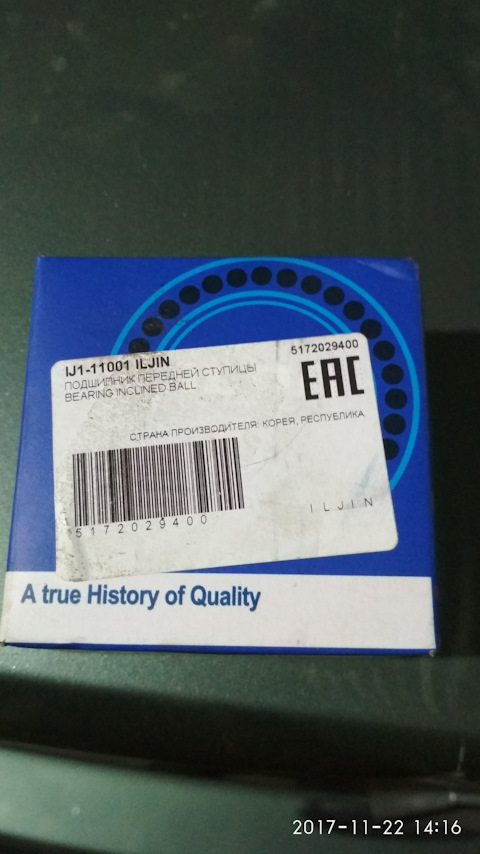 IJ1-11001 ILJIN
5172029400
ПОДШИПНИК ПЕРЕДНЕЙ СТУПИЦЫ
BEARING INCLINED BALL
EAC
СТРАНА ПРОИЗВОДИТЕЛЯ: КОРЕЯ, РЕСПУБЛИКА
5172029400
ILJIN
A true History of Quality
2017-11-22 14:16